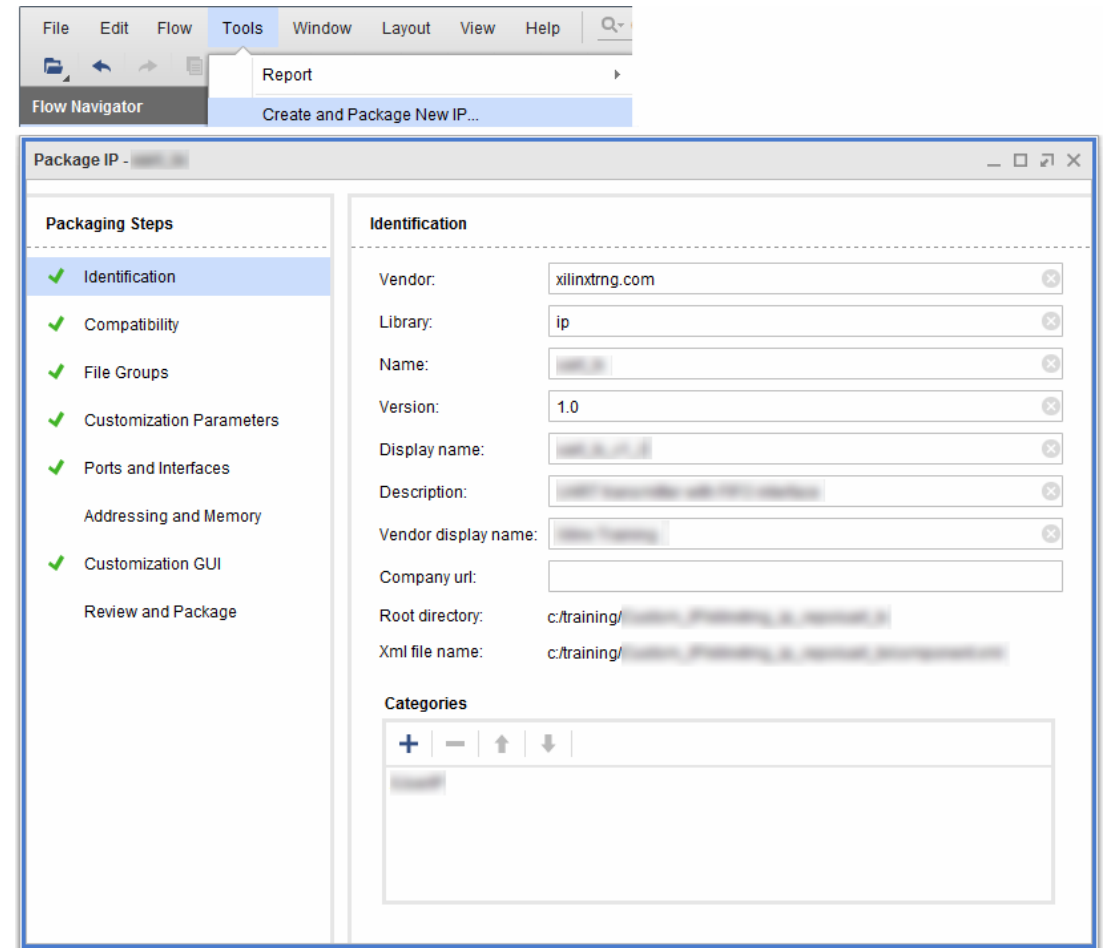 File Edit Flow Tools Window Layout View Help
Report
Flow Navigator
Create and Package New IP...
Package IP -
Packaging Steps
Identification
Compatibility
File Groups
Customization Parameters
Ports and Interfaces
Addressing and Memory
Customization GUI
Review and Package
Identification
Vendor: xilinxtrng.com
Library: ip
Name:
Version: 1.0
Display name:
Description:
Vendor display name:
Company url:
Root directory: c:/training/
Xml file name: c:/training/
Categories